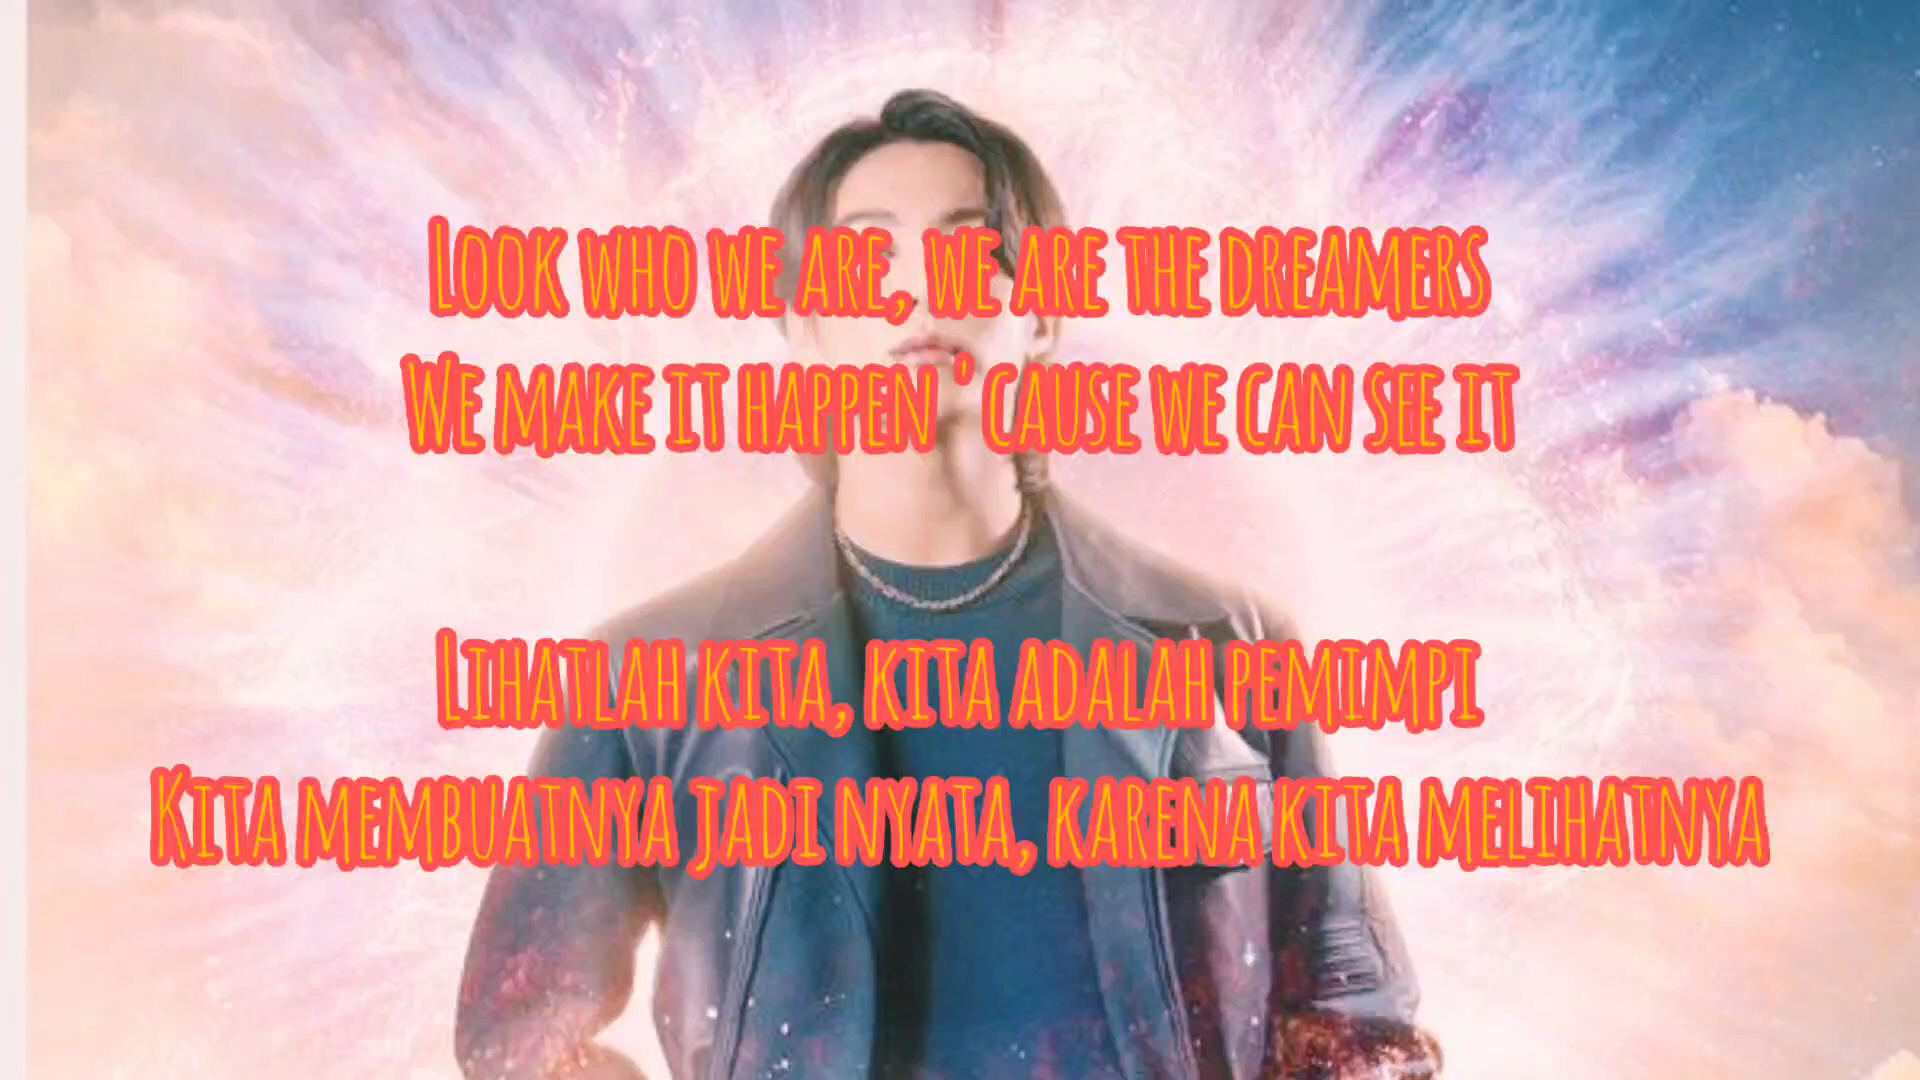 Look who we are, we are the dreamers
We make it happen 'cause we can see it
Lihatlah kita, kita adalah pemimpi
Kita membuatnya jadi nyata, karena kita melihatnya